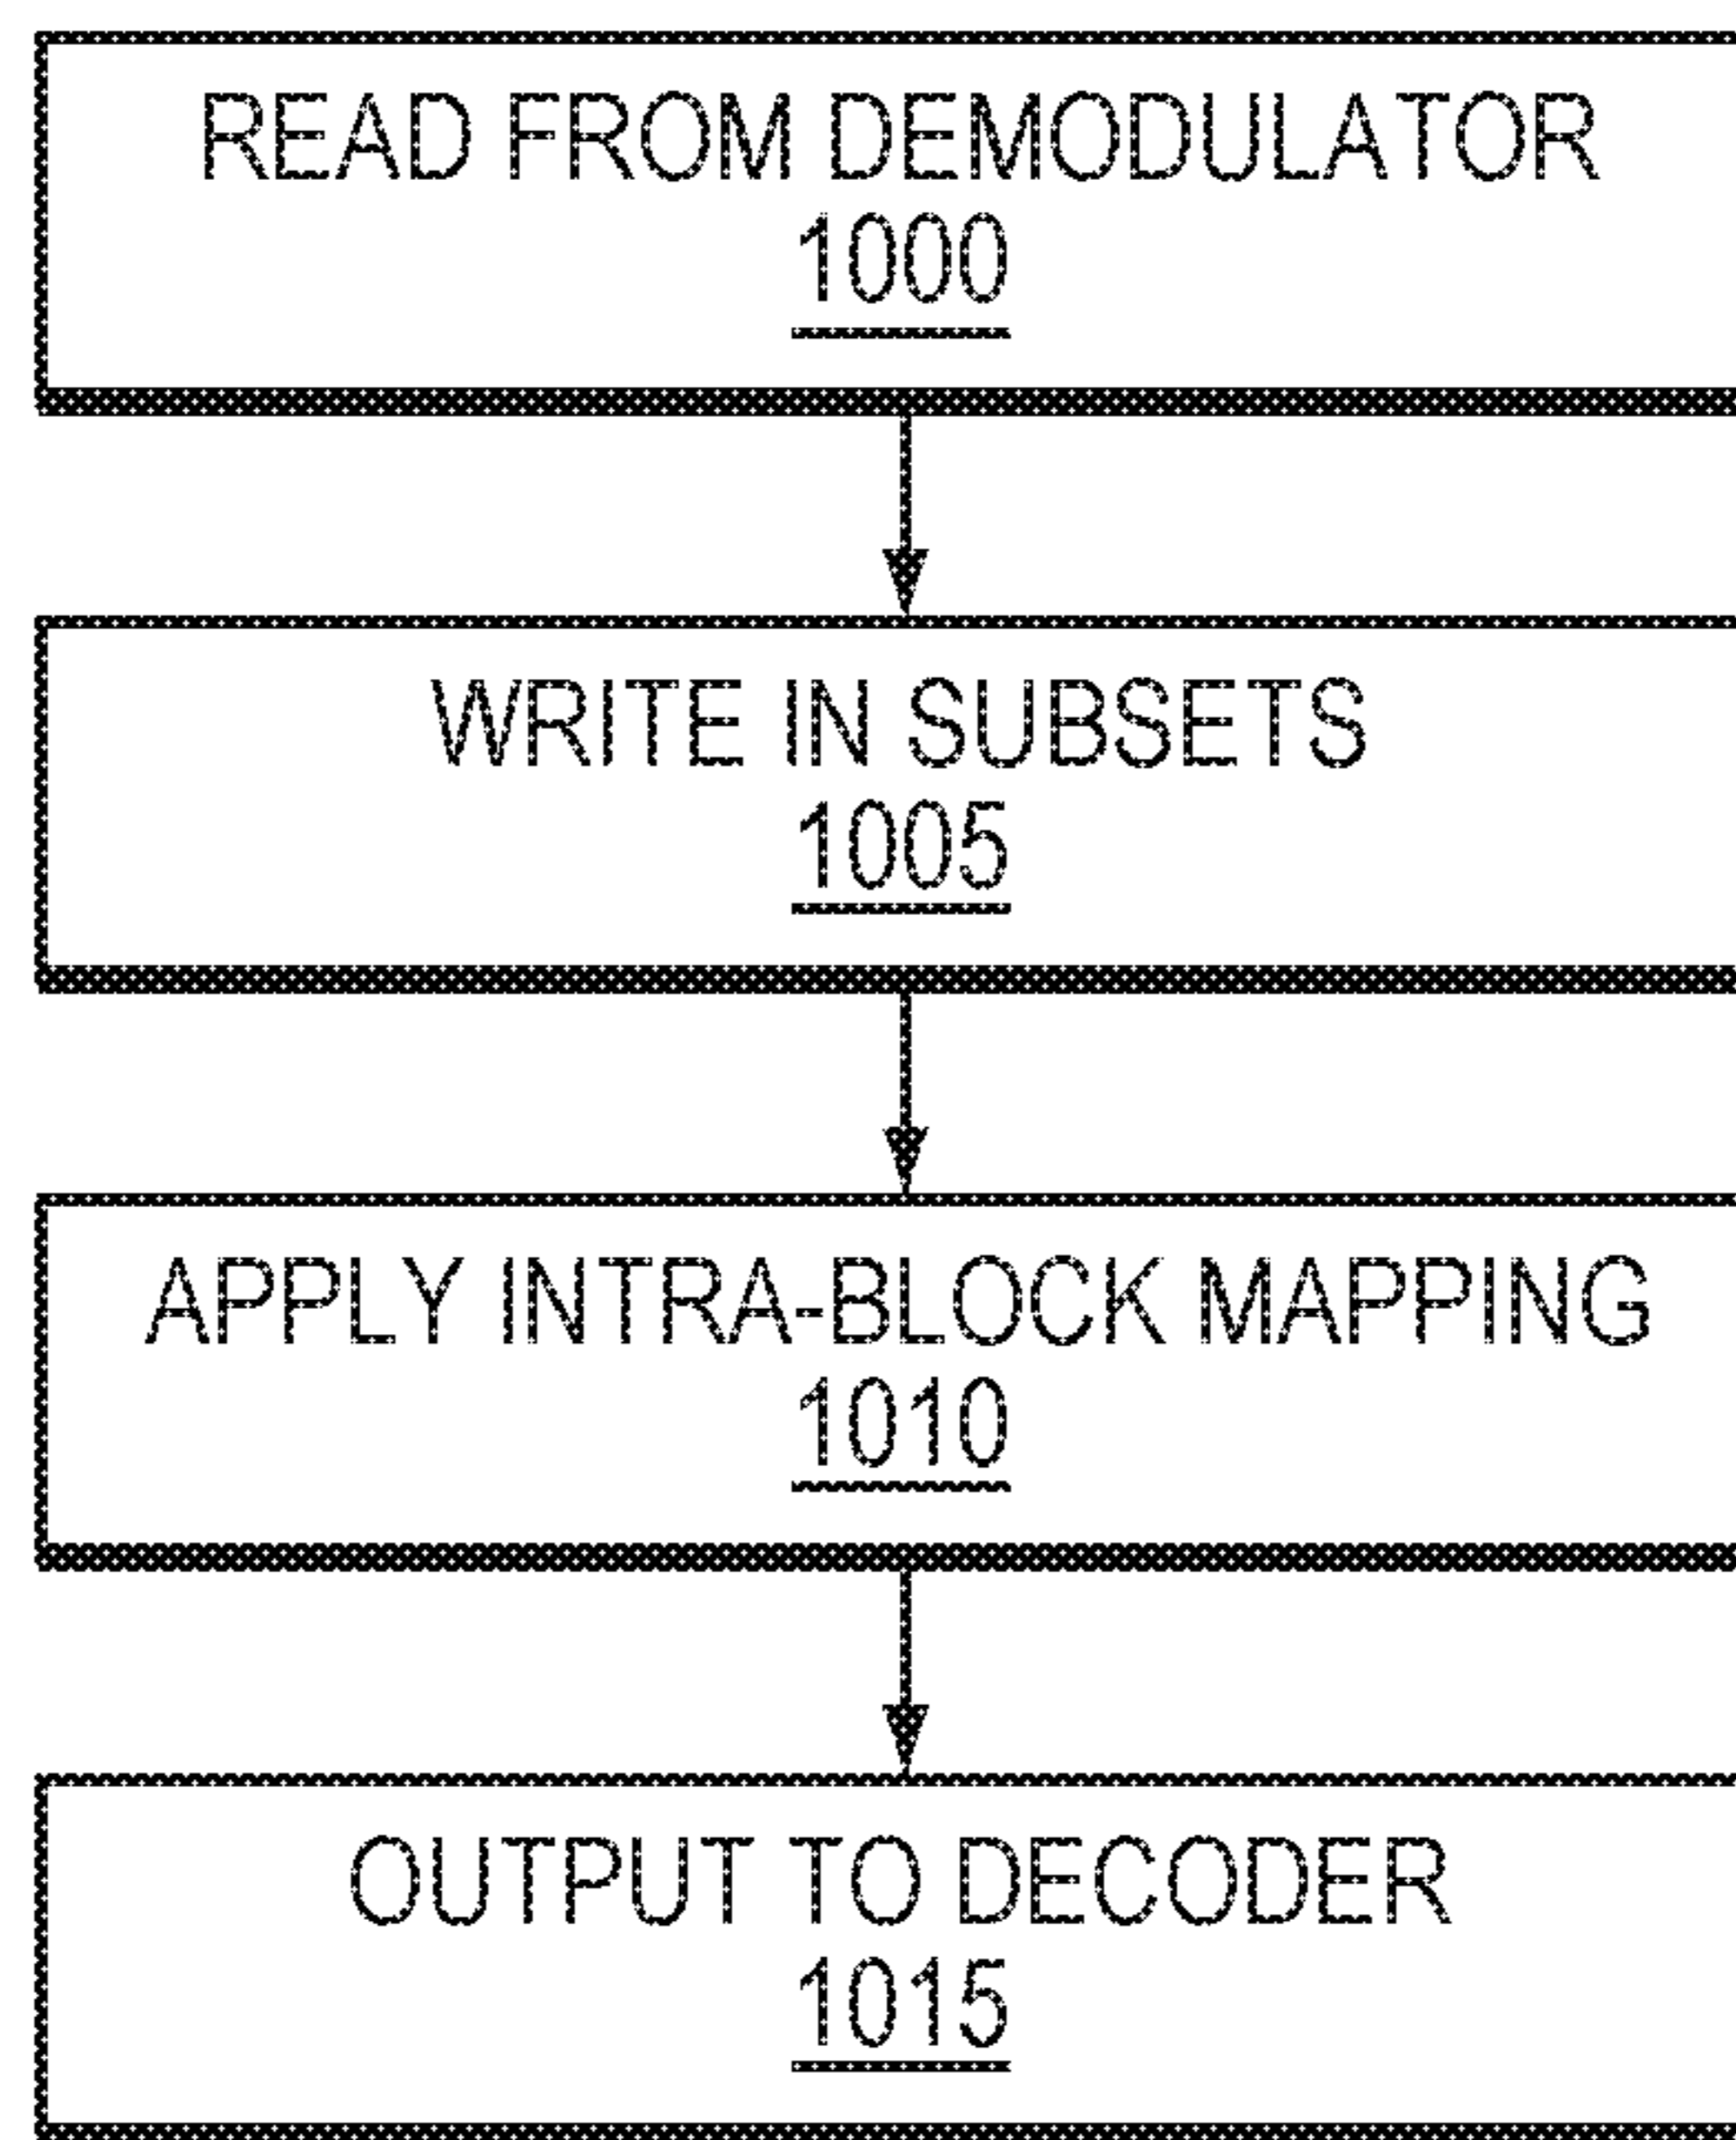 READ FROM DEMODULATOR
1000
WRITE IN SUBSETS
1005
APPLY INTRA-BLOCK MAPPING
1010
OUTPUT TO DECODER
1015